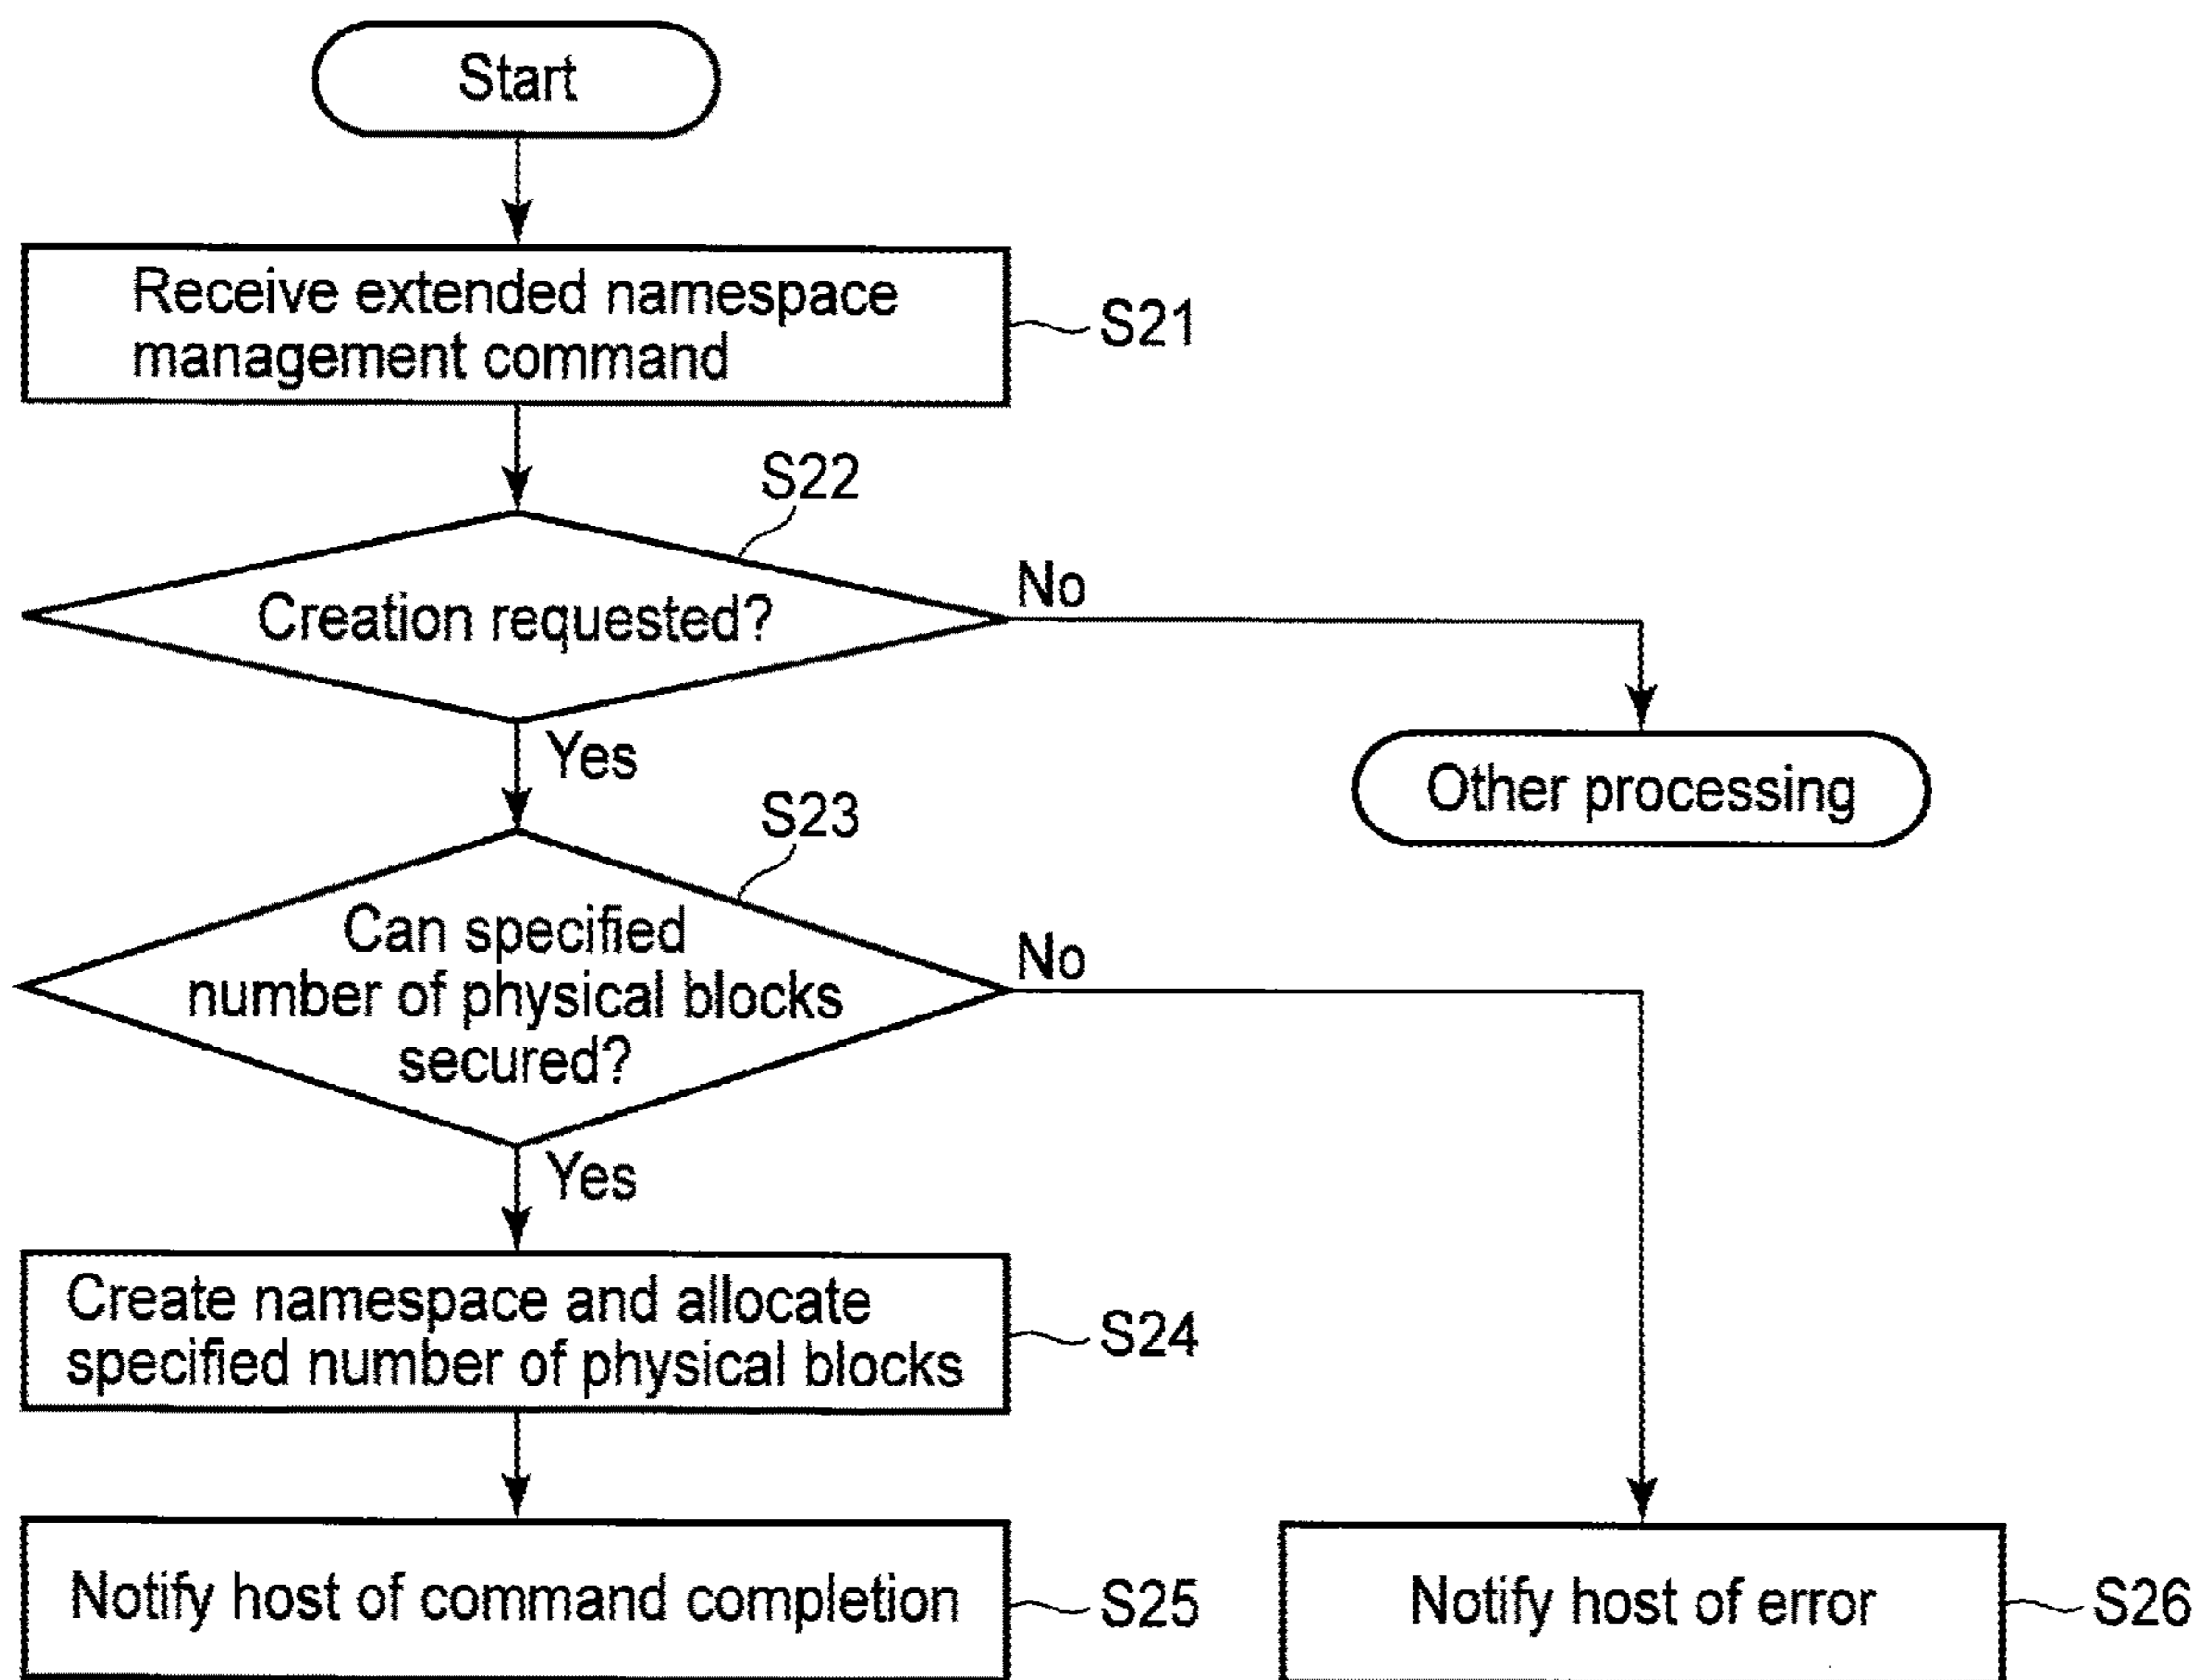 Start
Receive extended namespace
management command
S21
S22
Creation requested?
No
Yes
Other processing
S23
Can specified
number of physical blocks
secured?
No
Yes
Create namespace and allocate
specified number of physical blocks
S24
Notify host of command completion
S25
Notify host of error
S26